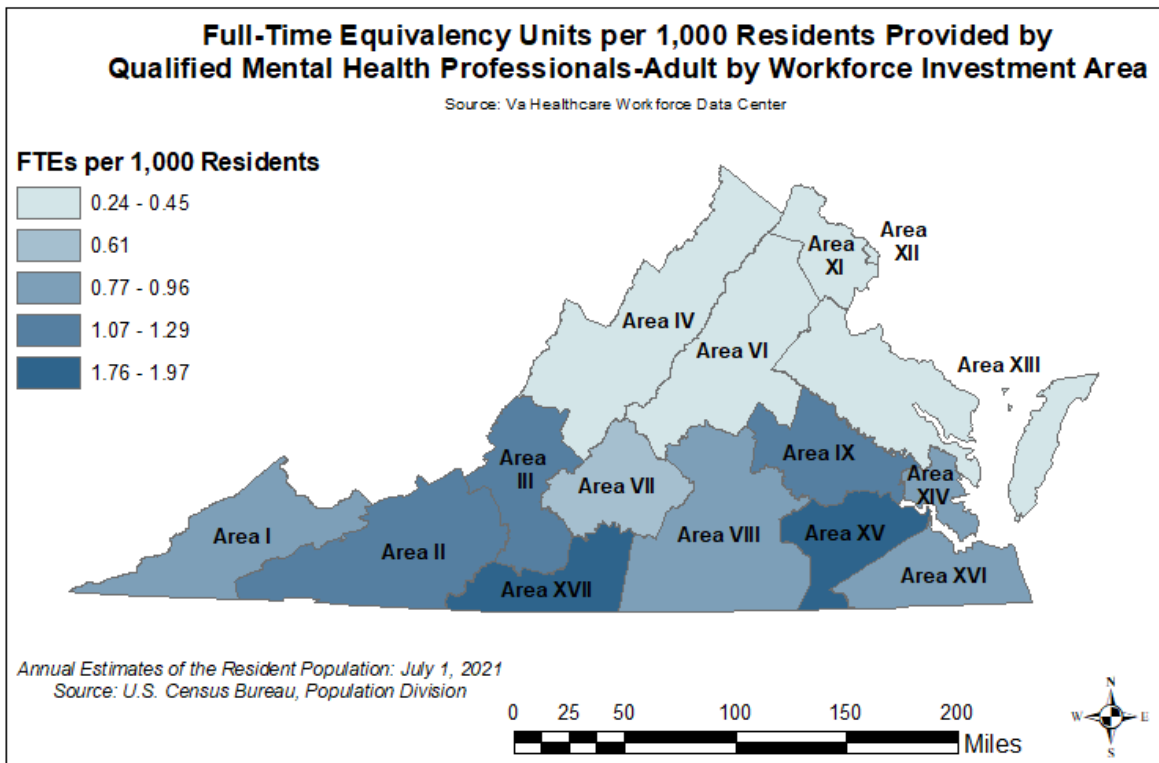 Full-Time Equivalency Units per 1,000 Residents Provided by
Qualified Mental Health Professionals-Adult by Workforce Investment Area
Source: Va Healthcare Workforce Data Center
FTEs per 1,000 Residents
0.24 - 0.45
0.61
0.77 - 0.96
1.07 - 1.29
1.76 - 1.97
Area
XII
Area
XI
Area IV
Area VI
Area XIII
Area
III
Area IX
Area VII
Area
XIV
Area I
Area II
Area VIII
Area XV
Area XVII
Area XVI
Annual Estimates of the Resident Population: July 1, 2021
Source: U.S. Census Bureau, Population Division
0 25 50 100 150 200
Miles
N
W E
S